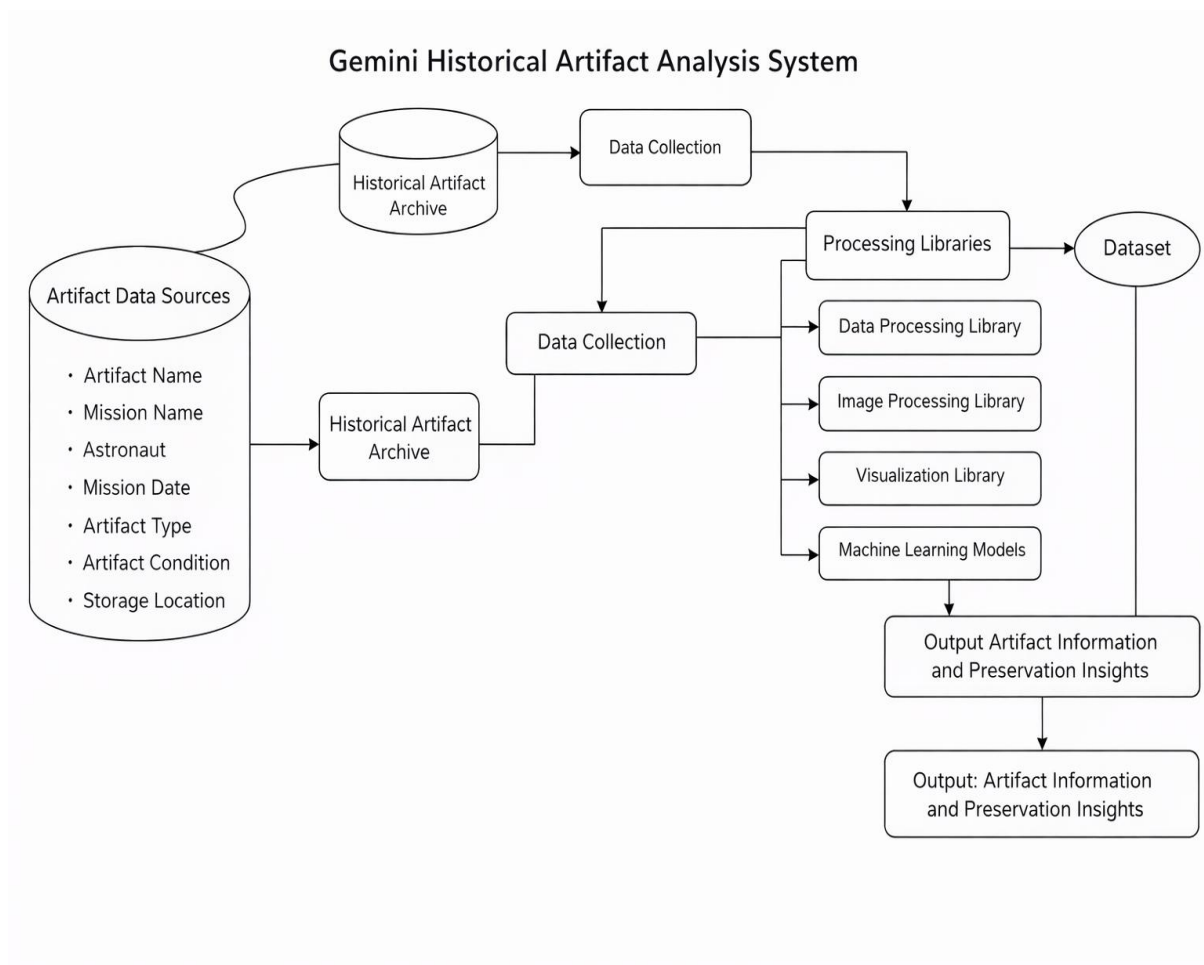 Gemini Historical Artifact Analysis System
Historical Artifact
Archive
Data Collection
Processing Libraries
Dataset
Artifact Data Sources
· Artifact Name
· Mission Name
· Astronaut
· Mission Date
· Artifact Type
· Artifact Condition
· Storage Location
Historical Artifact
Archive
Data Collection
Data Processing Library
Image Processing Library
Visualization Library
Machine Learning Models
Output Artifact Information
and Preservation Insights
Output: Artifact Information
and Preservation Insights